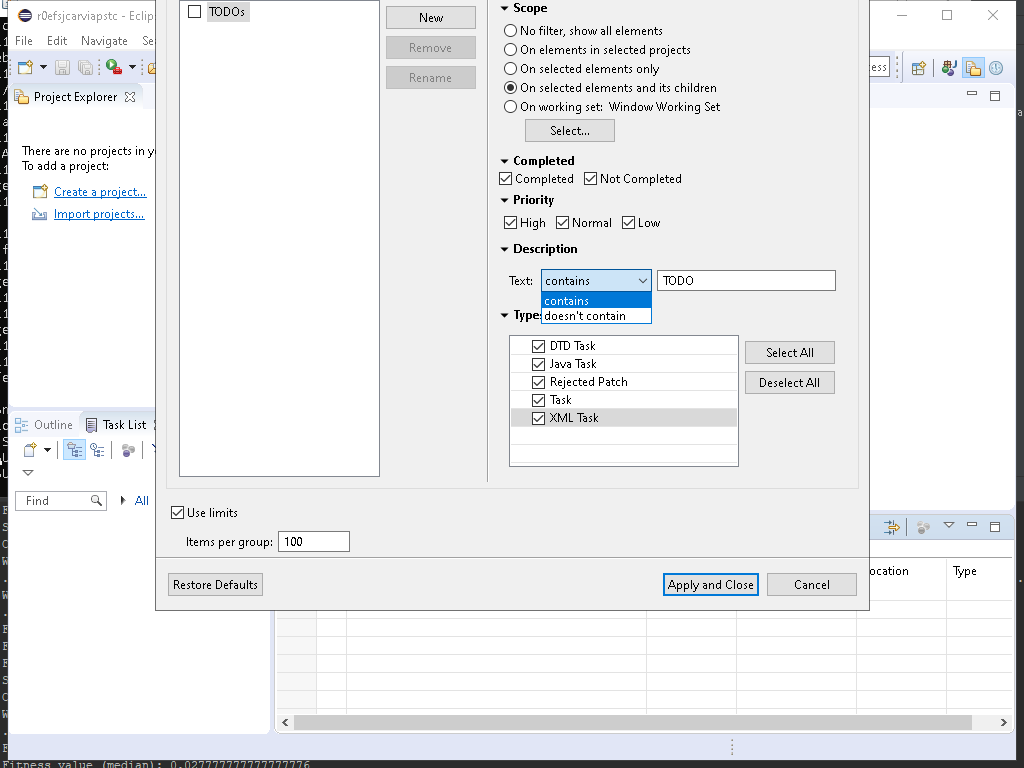 r0efsjcarviapstc - Eclips
File Edit Navigate Se
Project Explorer
There are no projects in y
To add a project:
Create a project...
Import projects...
Outline
Task List
Find
All
TODOs
New
Remove
Rename
Scope
No filter, show all elements
On elements in selected projects
On selected elements only
On selected elements and its children
On working set: Window Working Set
Select...
Completed
Completed Not Completed
Priority
High Normal Low
Description
Text: contains TODO
contains
doesn't contain
Types
DTD Task
Java Task
Rejected Patch
Task
XML Task
Select All
Deselect All
Use limits
Items per group: 100
Restore Defaults Apply and Close Cancel
ess
ocation Type
Fitness value (median): 0.027777777777777776